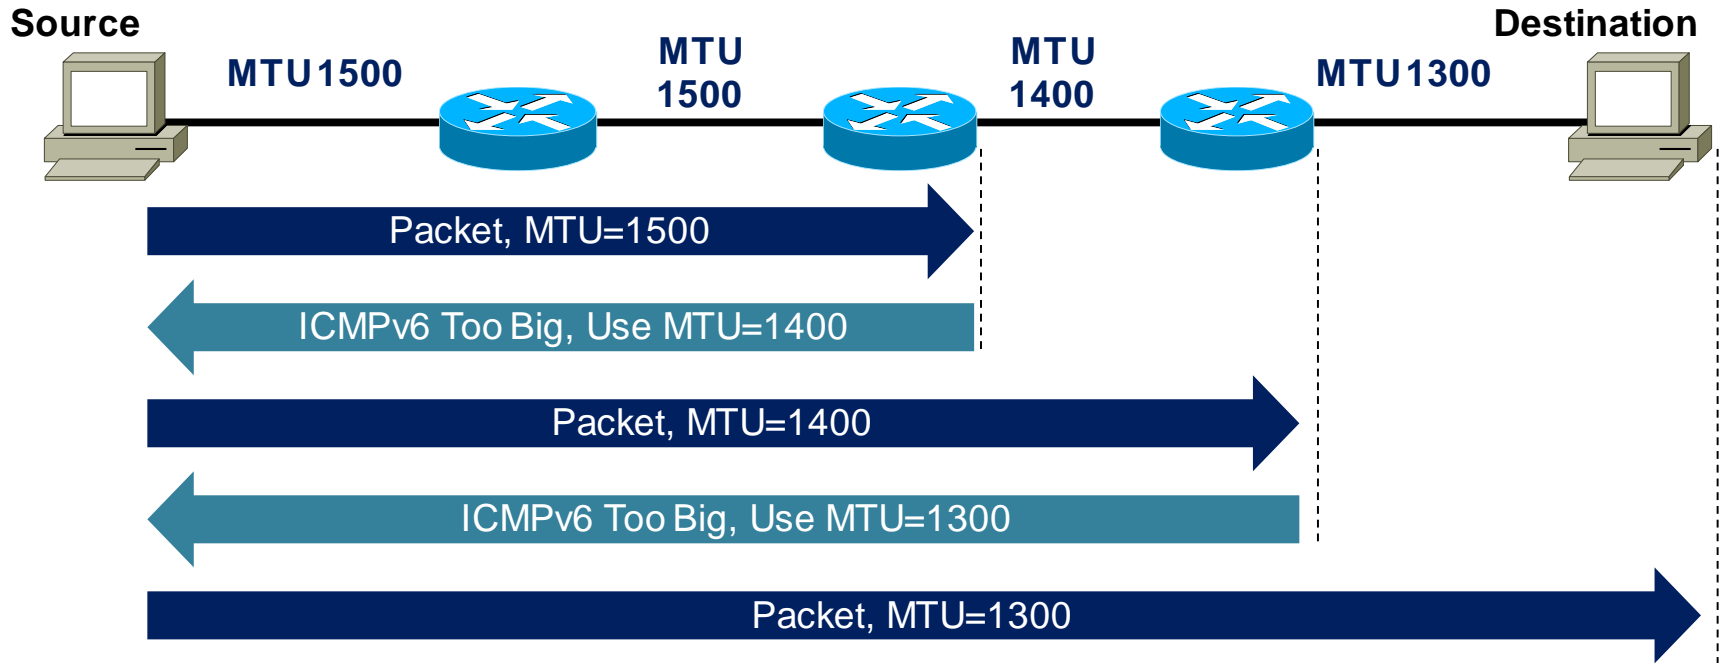 Source
Destination
MTU 1500
MTU
1500
MTU
1400
MTU 1300
Packet, MTU=1500
ICMPv6 Too Big, Use MTU=1400
Packet, MTU=1400
ICMPv6 Too Big, Use MTU=1300
Packet, MTU=1300